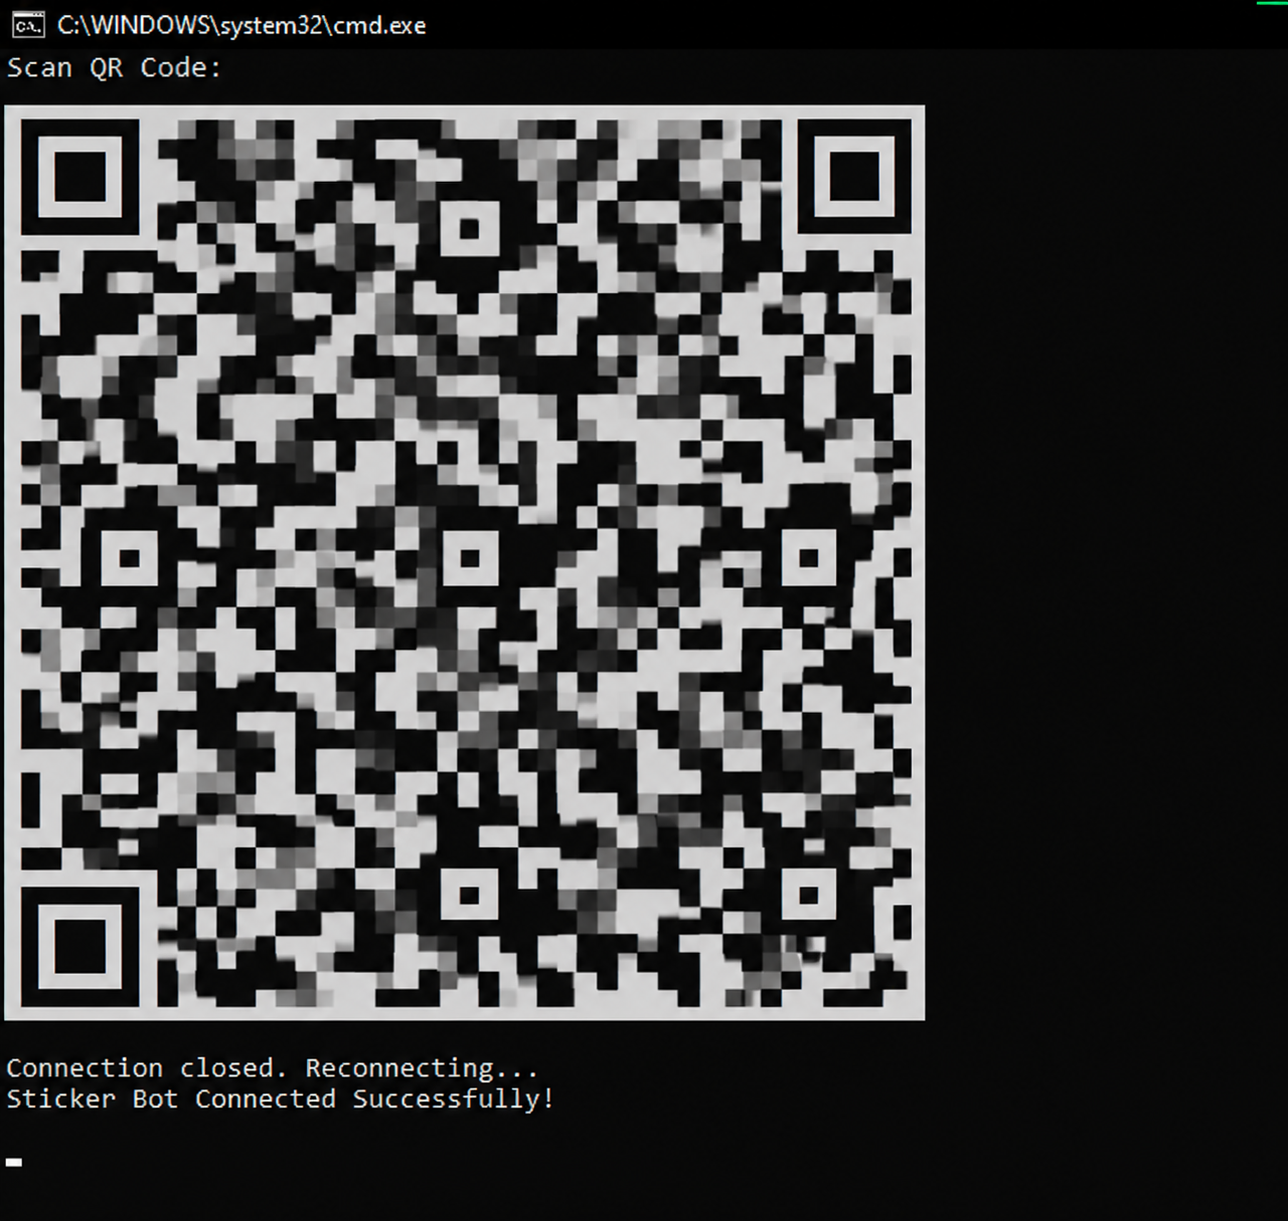 C:\WINDOWS\system32\cmd.exe
Scan QR Code:
Connection closed. Reconnecting...
Sticker Bot Connected Successfully!